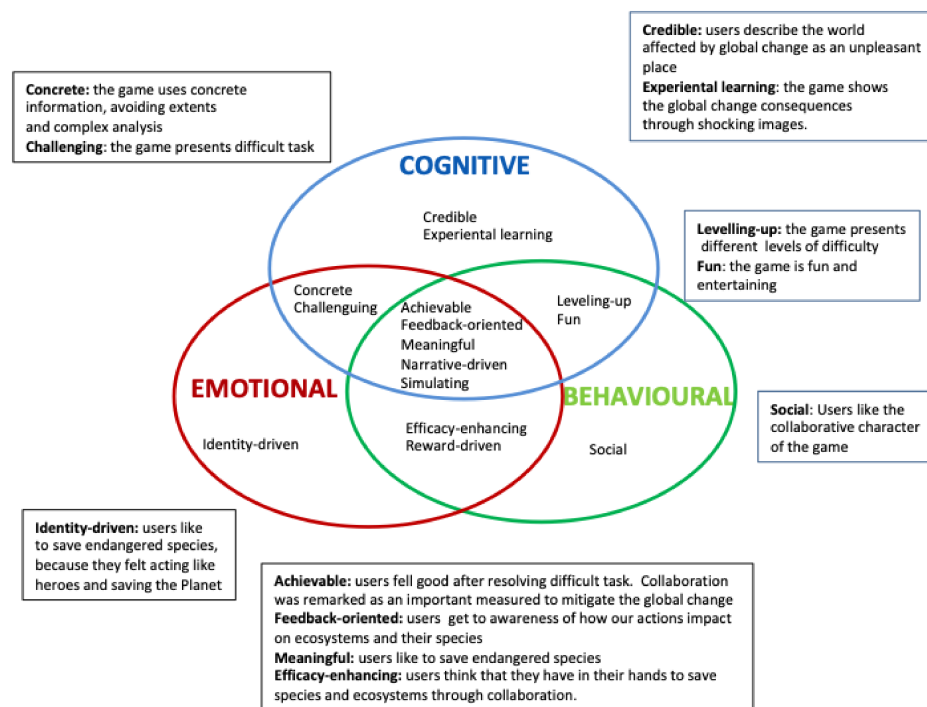 Credible: users describe the world
affected by global change as an unpleasant
place
Experiental learning: the game shows
the global change consequences
through shocking images.
Concrete: the game uses concrete
information, avoiding extents
and complex analysis
Challenging: the game presents difficult task
COGNITIVE
Credible
Experiental learning
Levelling-up: the game presents
different levels of difficulty
Fun: the game is fun and
entertaining
Concrete
Challenguing
Achievable
Feedback-oriented
Meaningful
Narrative-driven
Simulating
Leveling-up
Fun
EMOTIONAL
BEHAVIOURAL
Social: Users like the
collaborative character
of the game
Identity-driven
Efficacy-enhancing
Reward-driven
Social
Identity-driven: users like
to save endangered species,
because they felt acting like
heroes and saving the Planet
Achievable: users fell good after resolving difficult task. Collaboration
was remarked as an important measured to mitigate the global change
Feedback-oriented: users get to awareness of how our actions impact
on ecosystems and their species
Meaningful: users like to save endangered species
Efficacy-enhancing: users think that they have in their hands to save
species and ecosystems through collaboration.